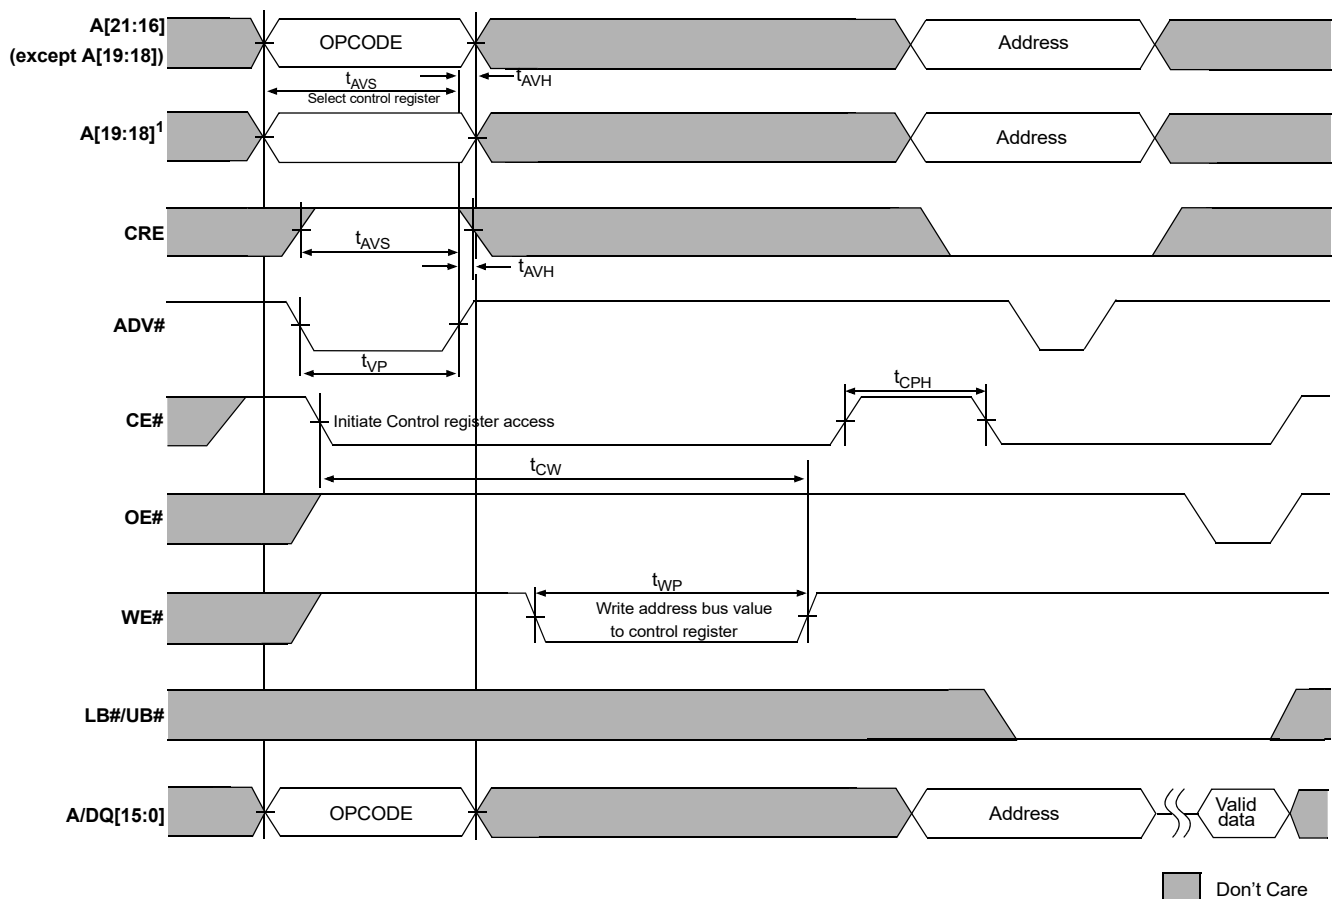 A[21:16]
(except A[19:18])
OPCODE
Address
tAVS
tAVH
Select control register
A[19:18]1
Address
CRE
tAVS
tAVH
ADV#
tVP
tCPH
CE#
Initiate Control register access
tCW
OE#
tWP
WE#
Write address bus value
to control register
LB#/UB#
A/DQ[15:0]
OPCODE
Address
Valid
data
Don't Care